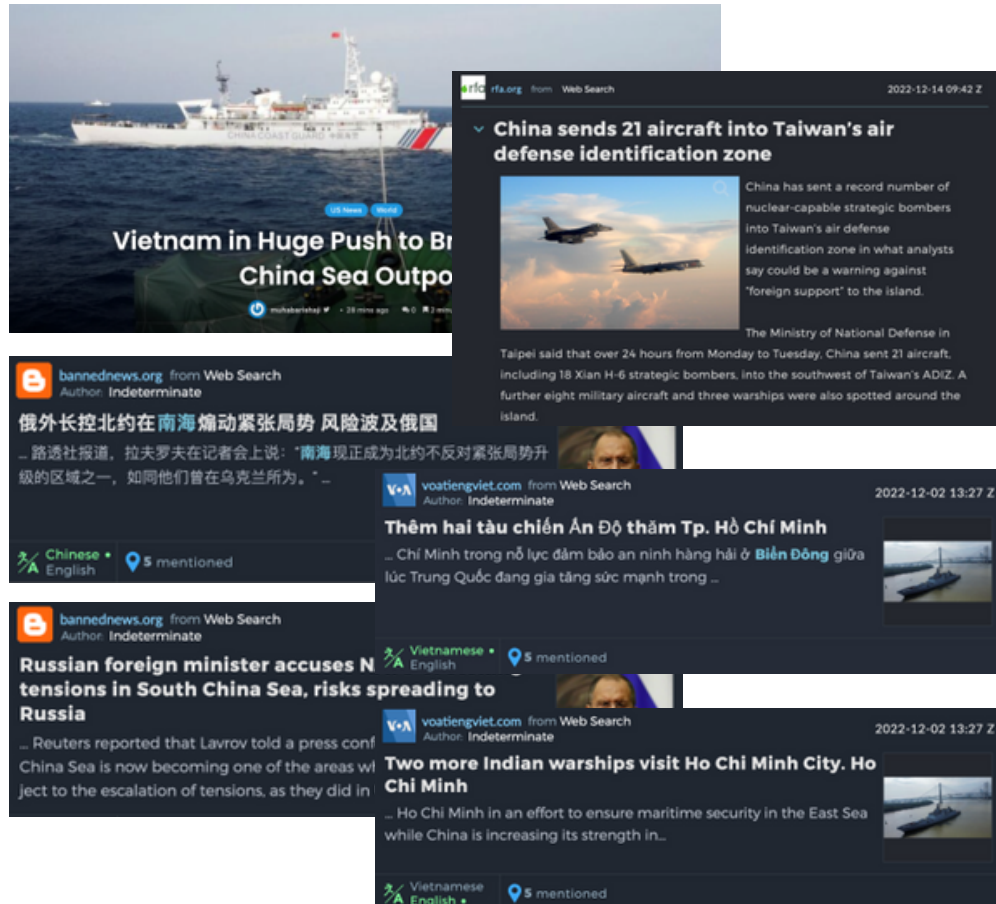 CHINA COAST GUARD 中国海警
US News World
Vietnam in Huge Push to
China Sea
muhabarishaji • 28 mins ago 0 2
rfa rfa.org from Web Search 2022-12-14 09:42 Z
China sends 21 aircraft into Taiwan's air
defense identification zone
China has sent a record number of
nuclear-capable strategic bombers
into Taiwan's air defense
identification zone in what analysts
say could be a warning against
"foreign support" to the island.
The Ministry of National Defense in
Taipei said that over 24 hours from Monday to Tuesday, China sent 21 aircraft,
including 18 Xian H-6 strategic bombers, into the southwest of Taiwan's ADIZ. A
further eight military aircraft and three warships were also spotted around the
island.
bannednews.org from Web Search
Author: Indeterminate
俄外长控北约在南海煽动紧张局势 风险波及俄国
... 路透社报道，拉夫罗夫在记者会上说：“南海现正成为北约不反对紧张局势升
级的区域之一，如同他们曾在乌克兰所为。” ...
Chinese •
English
5 mentioned
VOA voatiengviet.com from Web Search
Author: Indeterminate
2022-12-02 13:27 Z
Thêm hai tàu chiến Ấn Độ thăm Tp. Hồ Chí Minh
... Chí Minh trong nỗ lực đảm bảo an ninh hàng hải ở Biển Đông giữa
lúc Trung Quốc đang gia tăng sức mạnh trong ...
Vietnamese •
English
5 mentioned
bannednews.org from Web Search
Author: Indeterminate
Russian foreign minister accuses
tensions in South China Sea, risks spreading to
Russia
... Reuters reported that Lavrov told a press
China Sea is now becoming one of the areas
ject to the escalation of tensions, as they did in
VOA voatiengviet.com from Web Search
Author: Indeterminate
2022-12-02 13:27 Z
Two more Indian warships visit Ho Chi Minh City. Ho
Chi Minh
... Ho Chi Minh in an effort to ensure maritime security in the East Sea
while China is increasing its strength in...
Vietnamese
English •
5 mentioned